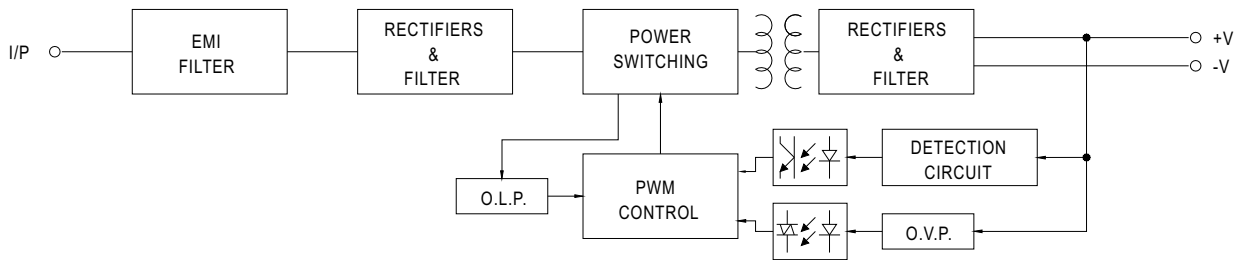 I/P
EMI
FILTER
RECTIFIERS
&
FILTER
POWER
SWITCHING
RECTIFIERS
&
FILTER
+V
-V
O.L.P.
PWM
CONTROL
DETECTION
CIRCUIT
O.V.P.